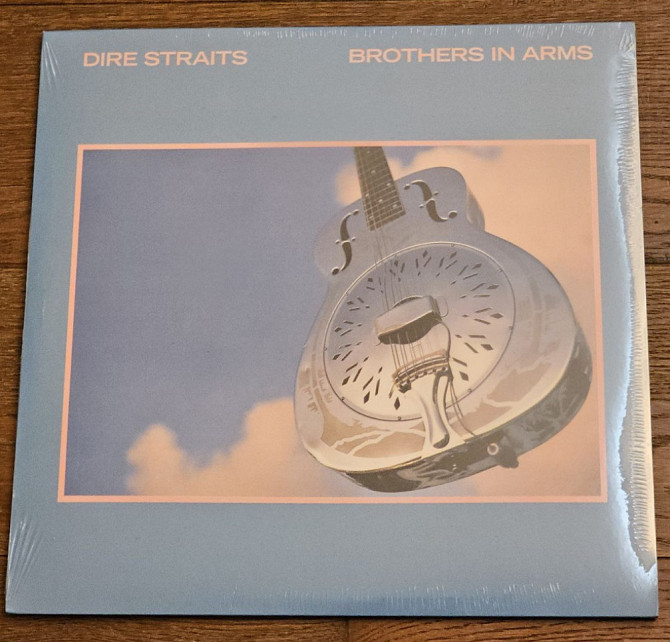 DIRE STRAITS BROTHERS IN ARMS